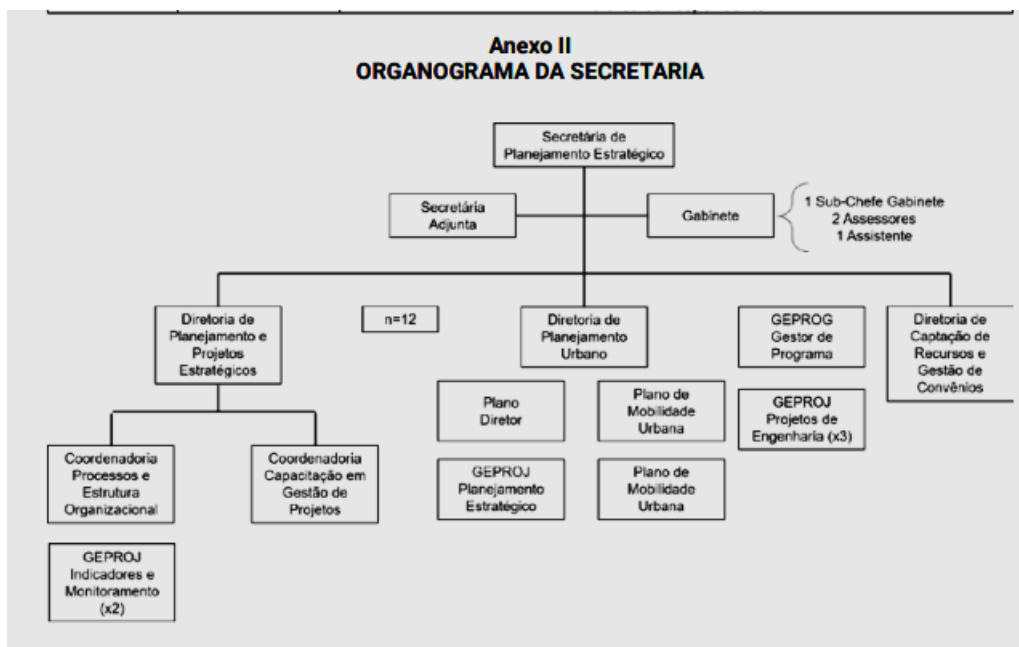 Anexo II
ORGANOGRAMA DA SECRETARIA
Secretária de
Planejamento Estratégico
Secretária
Adjunta
Gabinete
1 Sub-Chefe Gabinete
2 Assessores
1 Assistente
Diretoria de
Planejamento e
Projetos
Estratégicos
n=12
Diretoria de
Planejamento
Urbano
GEPROG
Gestor de
Programa
Diretoria de
Captação de
Recursos e
Gestão de
Convênios
Plano
Diretor
Plano de
Mobilidade
Urbana
GEPROJ
Projetos de
Engenharia (x3)
Coordenadoria
Processos e
Estrutura
Organizacional
Coordenadoria
Capacitação em
Gestão de
Projetos
GEPROJ
Planejamento
Estratégico
Plano de
Mobilidade
Urbana
GEPROJ
Indicadores e
Monitoramento
(x2)